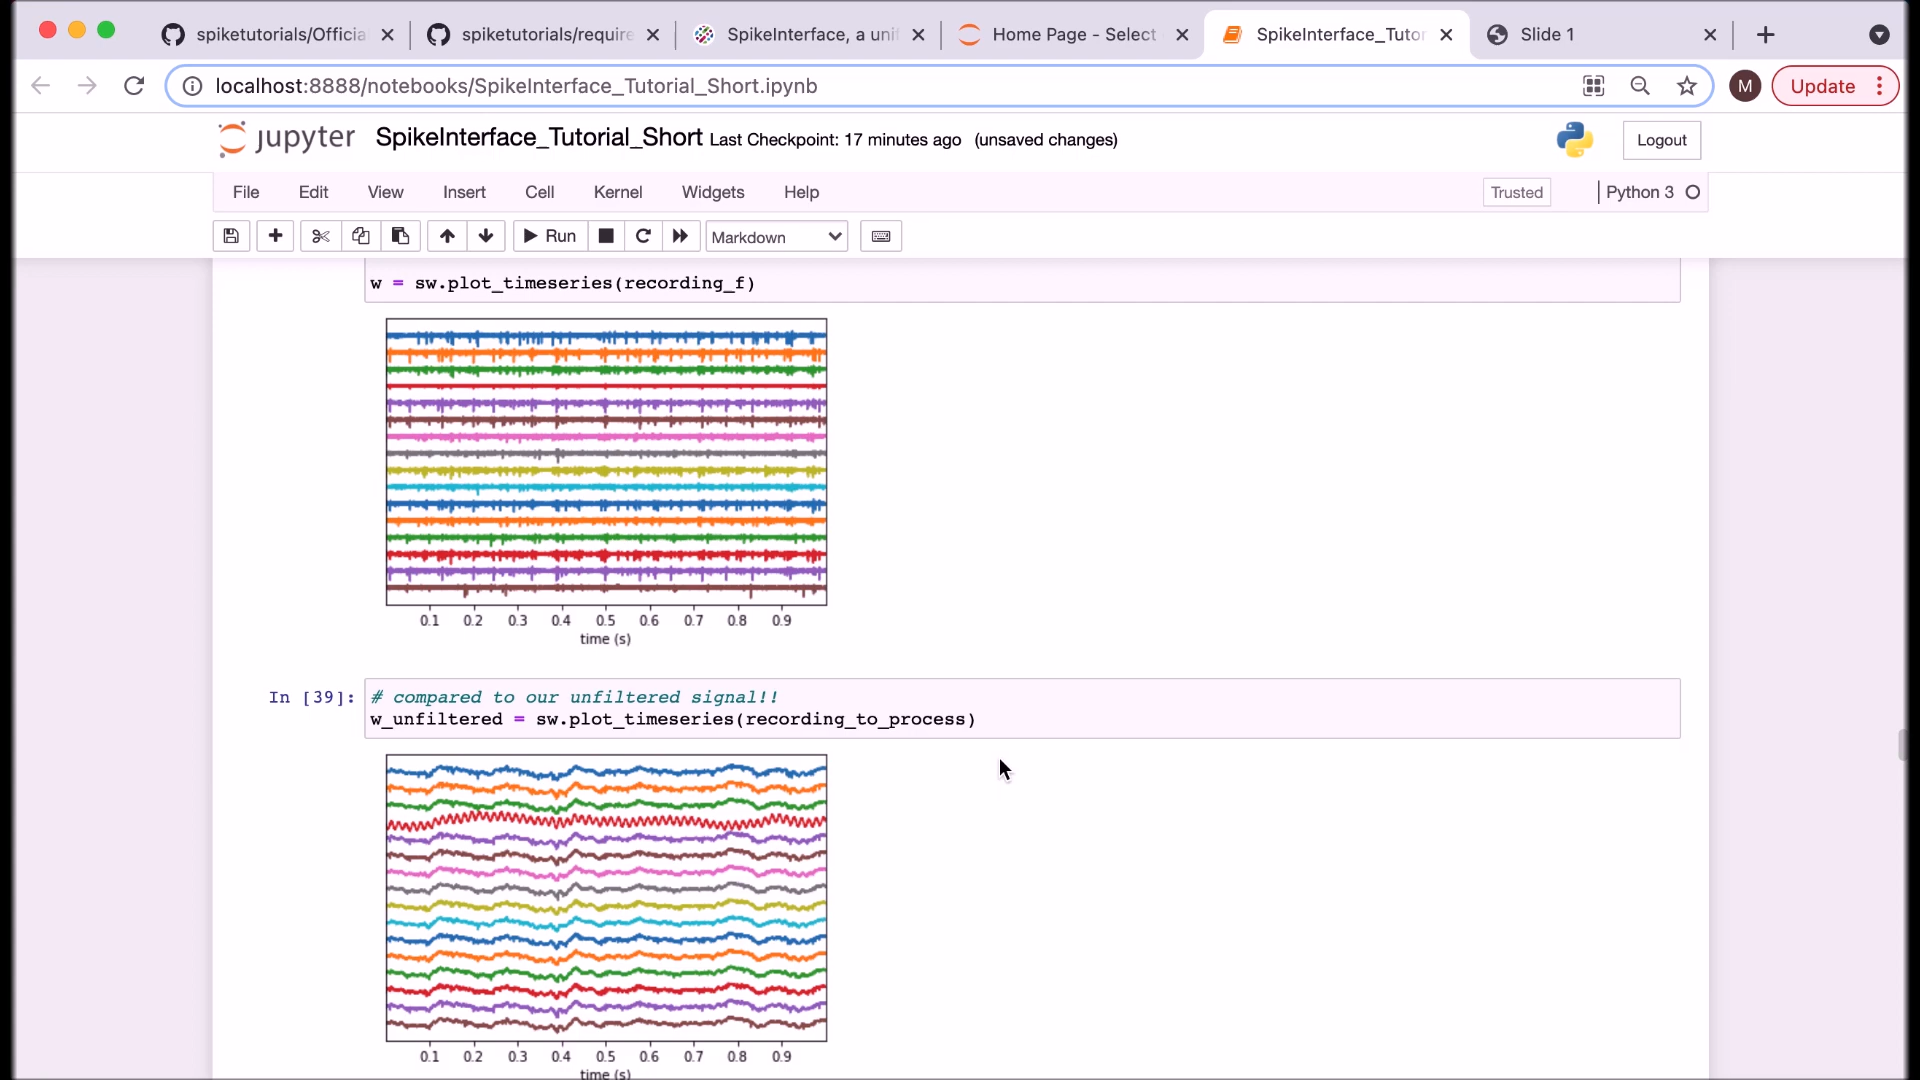 spiketutorials/Officia
spiketutorials/require
SpikeInterface, a unif
Home Page - Select
SpikeInterface_Tutor
Slide 1
localhost:8888/notebooks/SpikeInterface_Tutorial_Short.ipynb
M
Update
jupyter
SpikeInterface_Tutorial_Short Last Checkpoint: 17 minutes ago (unsaved changes)
Logout
File Edit View Insert Cell Kernel Widgets Help
Trusted
Python 3
Run
Markdown
w = sw.plot_timeseries(recording_f)
0.1 0.2 0.3 0.4 0.5 0.6 0.7 0.8 0.9
time (s)
In [39]: # compared to our unfiltered signal!!
w_unfiltered = sw.plot_timeseries(recording_to_process)
0.1 0.2 0.3 0.4 0.5 0.6 0.7 0.8 0.9
time (s)